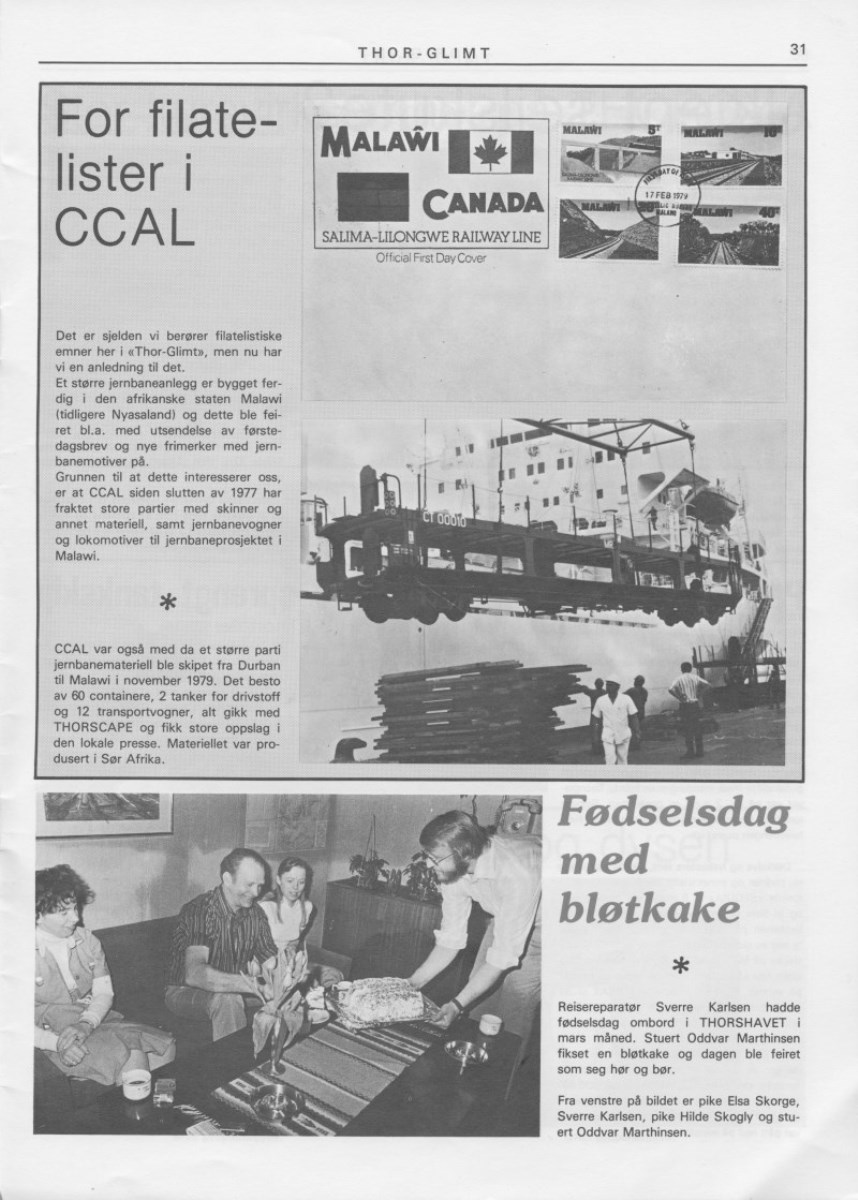 THOR-GLIMT
31
For filate-
lister i
CCAL
MALAŴI
CANADA
SALIMA-LILONGWE RAILWAY LINE
Official First Day Cover
MALAŴI 5t
MALAŴI
MALAŴI 40t
17 FEB 1979
Det er sjelden vi berører filatelistiske
emner her i «Thor-Glimt», men nu har
vi en anledning til det.
Et større jernbaneanlegg er bygget fer-
dig i den afrikanske staten Malawi
(tidligere Nyasaland) og dette ble fei-
ret bl.a. med utsendelse av første-
dagsbrev og nye frimerker med jern-
banemotiver på.
Grunnen til at dette interesserer oss,
er at CCAL siden slutten av 1977 har
fraktet store partier med skinner og
annet materiell, samt jernbanevogner
og lokomotiver til jernbaneprosjektet i
Malawi.
*
CCAL var også med da et større parti
jernbanemateriell ble skipet fra Durban
til Malawi i november 1979. Det besto
av 60 containere, 2 tanker for drivstoff
og 12 transportvogner, alt gikk med
THORSCAPE og fikk store oppslag i
den lokale presse. Materiellet var pro-
dusert i Sør Afrika.
CT 00010
Fødselsdag
med
bløtkake
*
Reisereparatør Sverre Karlsen hadde
fødselsdag ombord i THORSHAVET i
mars måned. Stuert Oddvar Marthinsen
fikset en bløtkake og dagen ble feiret
som seg hør og bør.
Fra venstre på bildet er pike Elsa Skorge,
Sverre Karlsen, pike Hilde Skogly og stu-
ert Oddvar Marthinsen.